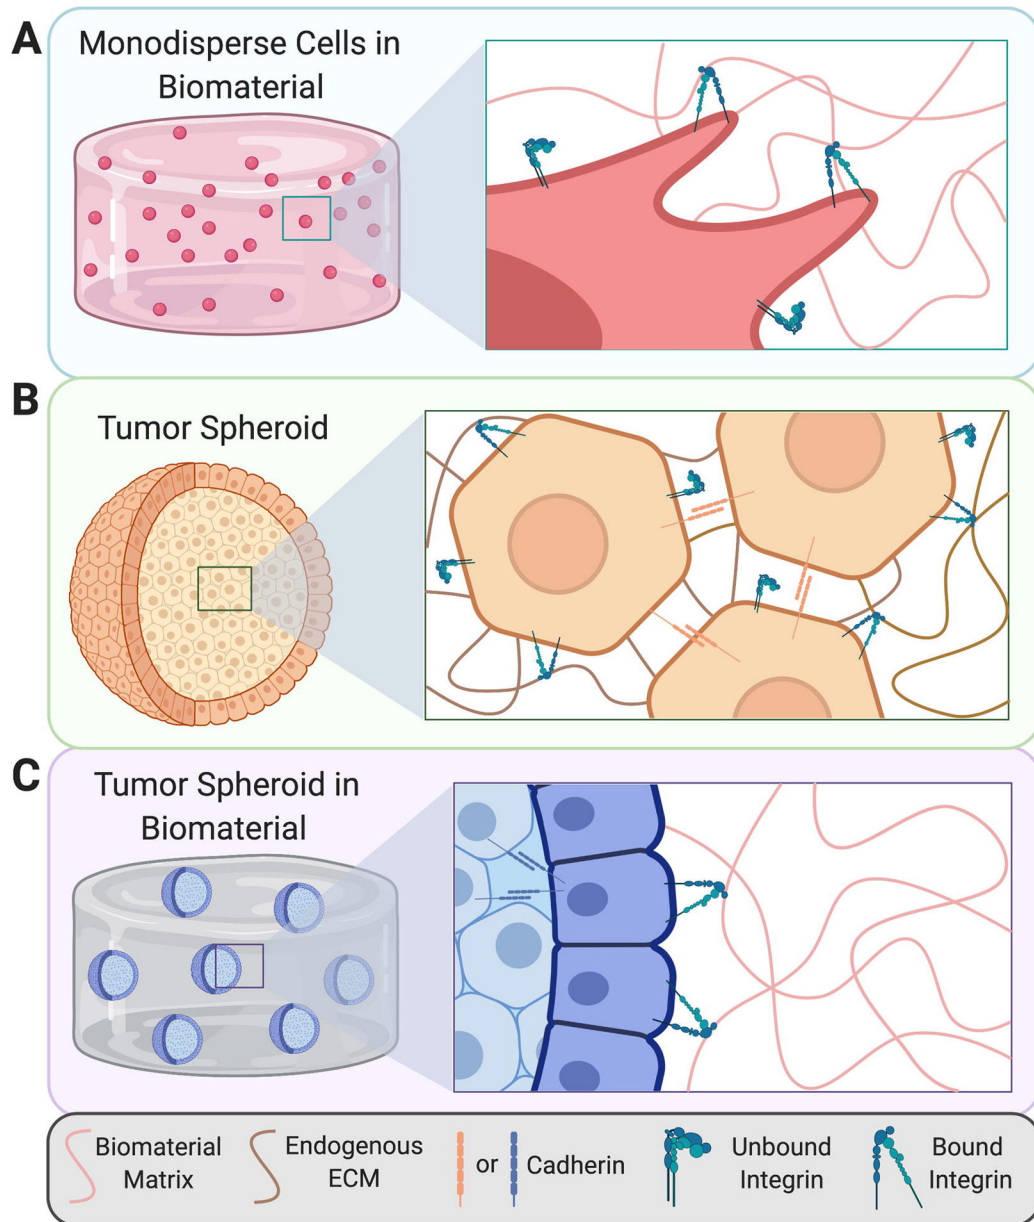 A
Monodisperse Cells in
Biomaterial
B
Tumor Spheroid
C
Tumor Spheroid in
Biomaterial
Biomaterial
Matrix
Endogenous
ECM
or
Cadherin
Unbound
Integrin
Bound
Integrin